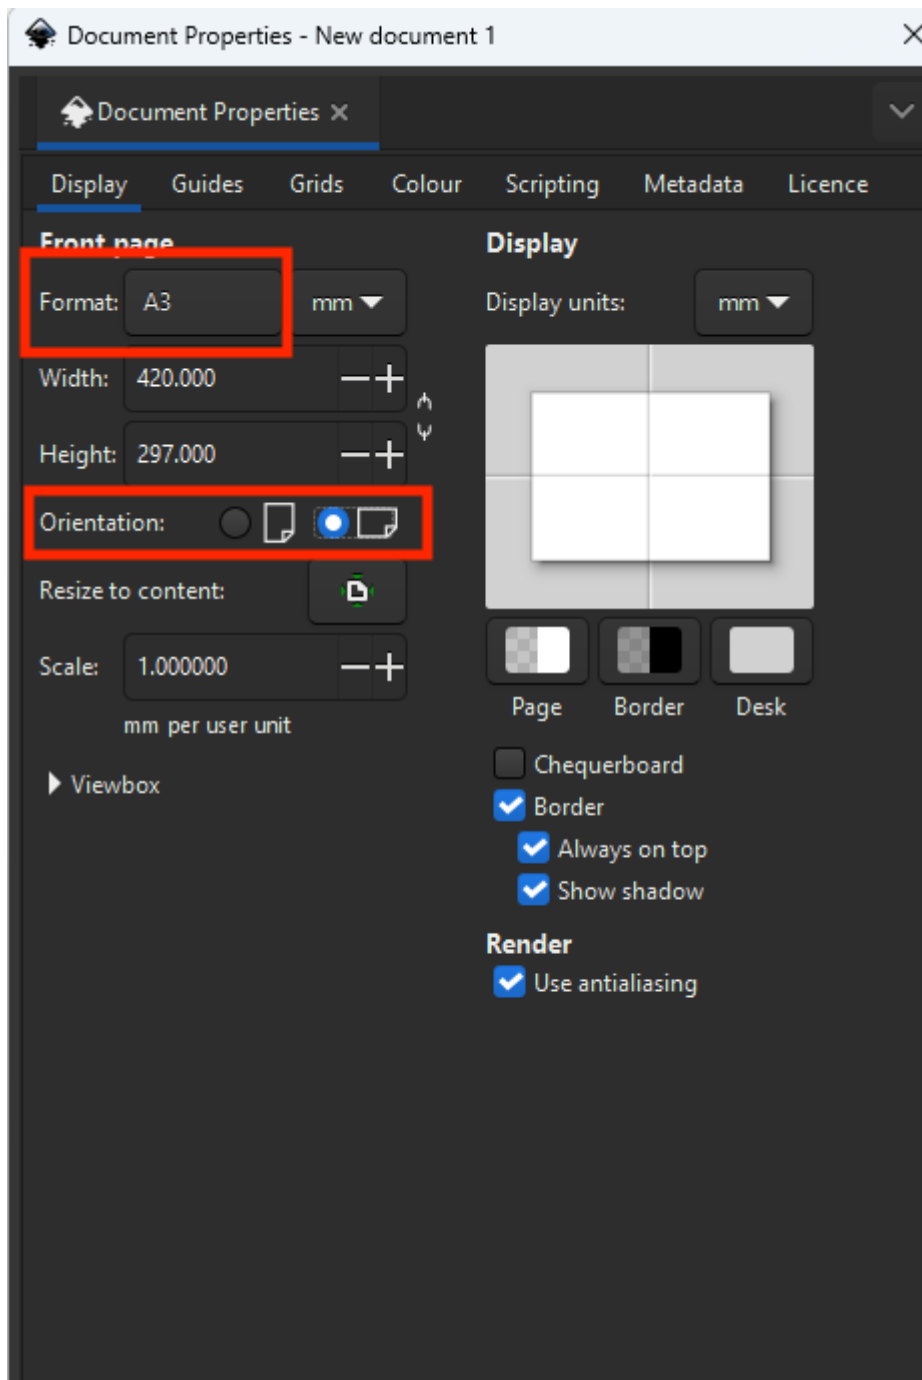 Document Properties - New document 1
Document Properties
Display Guides Grids Colour Scripting Metadata Licence
Front page
Format: A3 mm
Width: 420.000
Height: 297.000
Orientation:
Resize to content:
Scale: 1.000000
mm per user unit
Viewbox
Display
Display units: mm
Page Border Desk
Chequerboard
Border
Always on top
Show shadow
Render
Use antialiasing